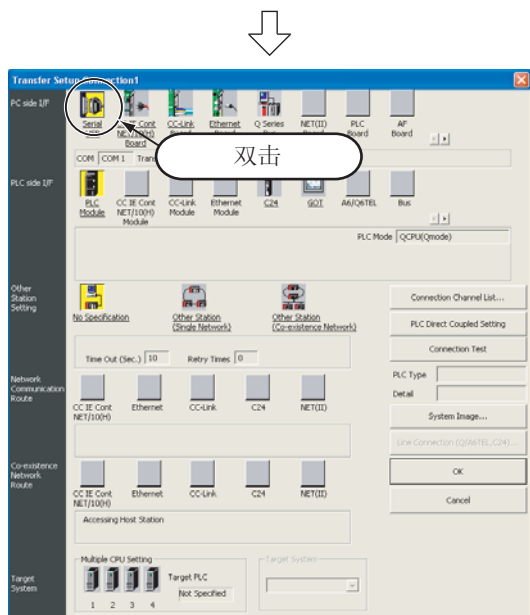 Transfer Setup Connection1
PC side I/F
Serial
USB
CC IE Cont
NET/10(H)
Board
CC-Link
Board
Ethernet
Board
Q Series
Bus
NET(II)
Board
PLC
Board
AF
Board
双击
COM COM 1 Trans
PLC side I/F
PLC
Module
CC IE Cont
NET/10(H)
Module
CC-Link
Module
Ethernet
Module
C24
GOT
A6/Q6TEL
Bus
PLC Mode QCPU(Qmode)
Other
Station
Setting
No Specification
Other Station
(Single Network)
Other Station
(Co-existence Network)
Time Out (Sec.) 10 Retry Times 0
Connection Channel List...
PLC Direct Coupled Setting
Connection Test
PLC Type
Detail
System Image...
Line Connection (Q/A6TEL,C24)...
OK
Cancel
Network
Communication
Route
CC IE Cont
NET/10(H)
Ethernet
CC-Link
C24
NET(II)
Co-existence
Network
Route
CC IE Cont
NET/10(H)
Ethernet
CC-Link
C24
NET(II)
Accessing Host Station
Target
System
Multiple CPU Setting
1 2 3 4
Target PLC
Not Specified
Target System